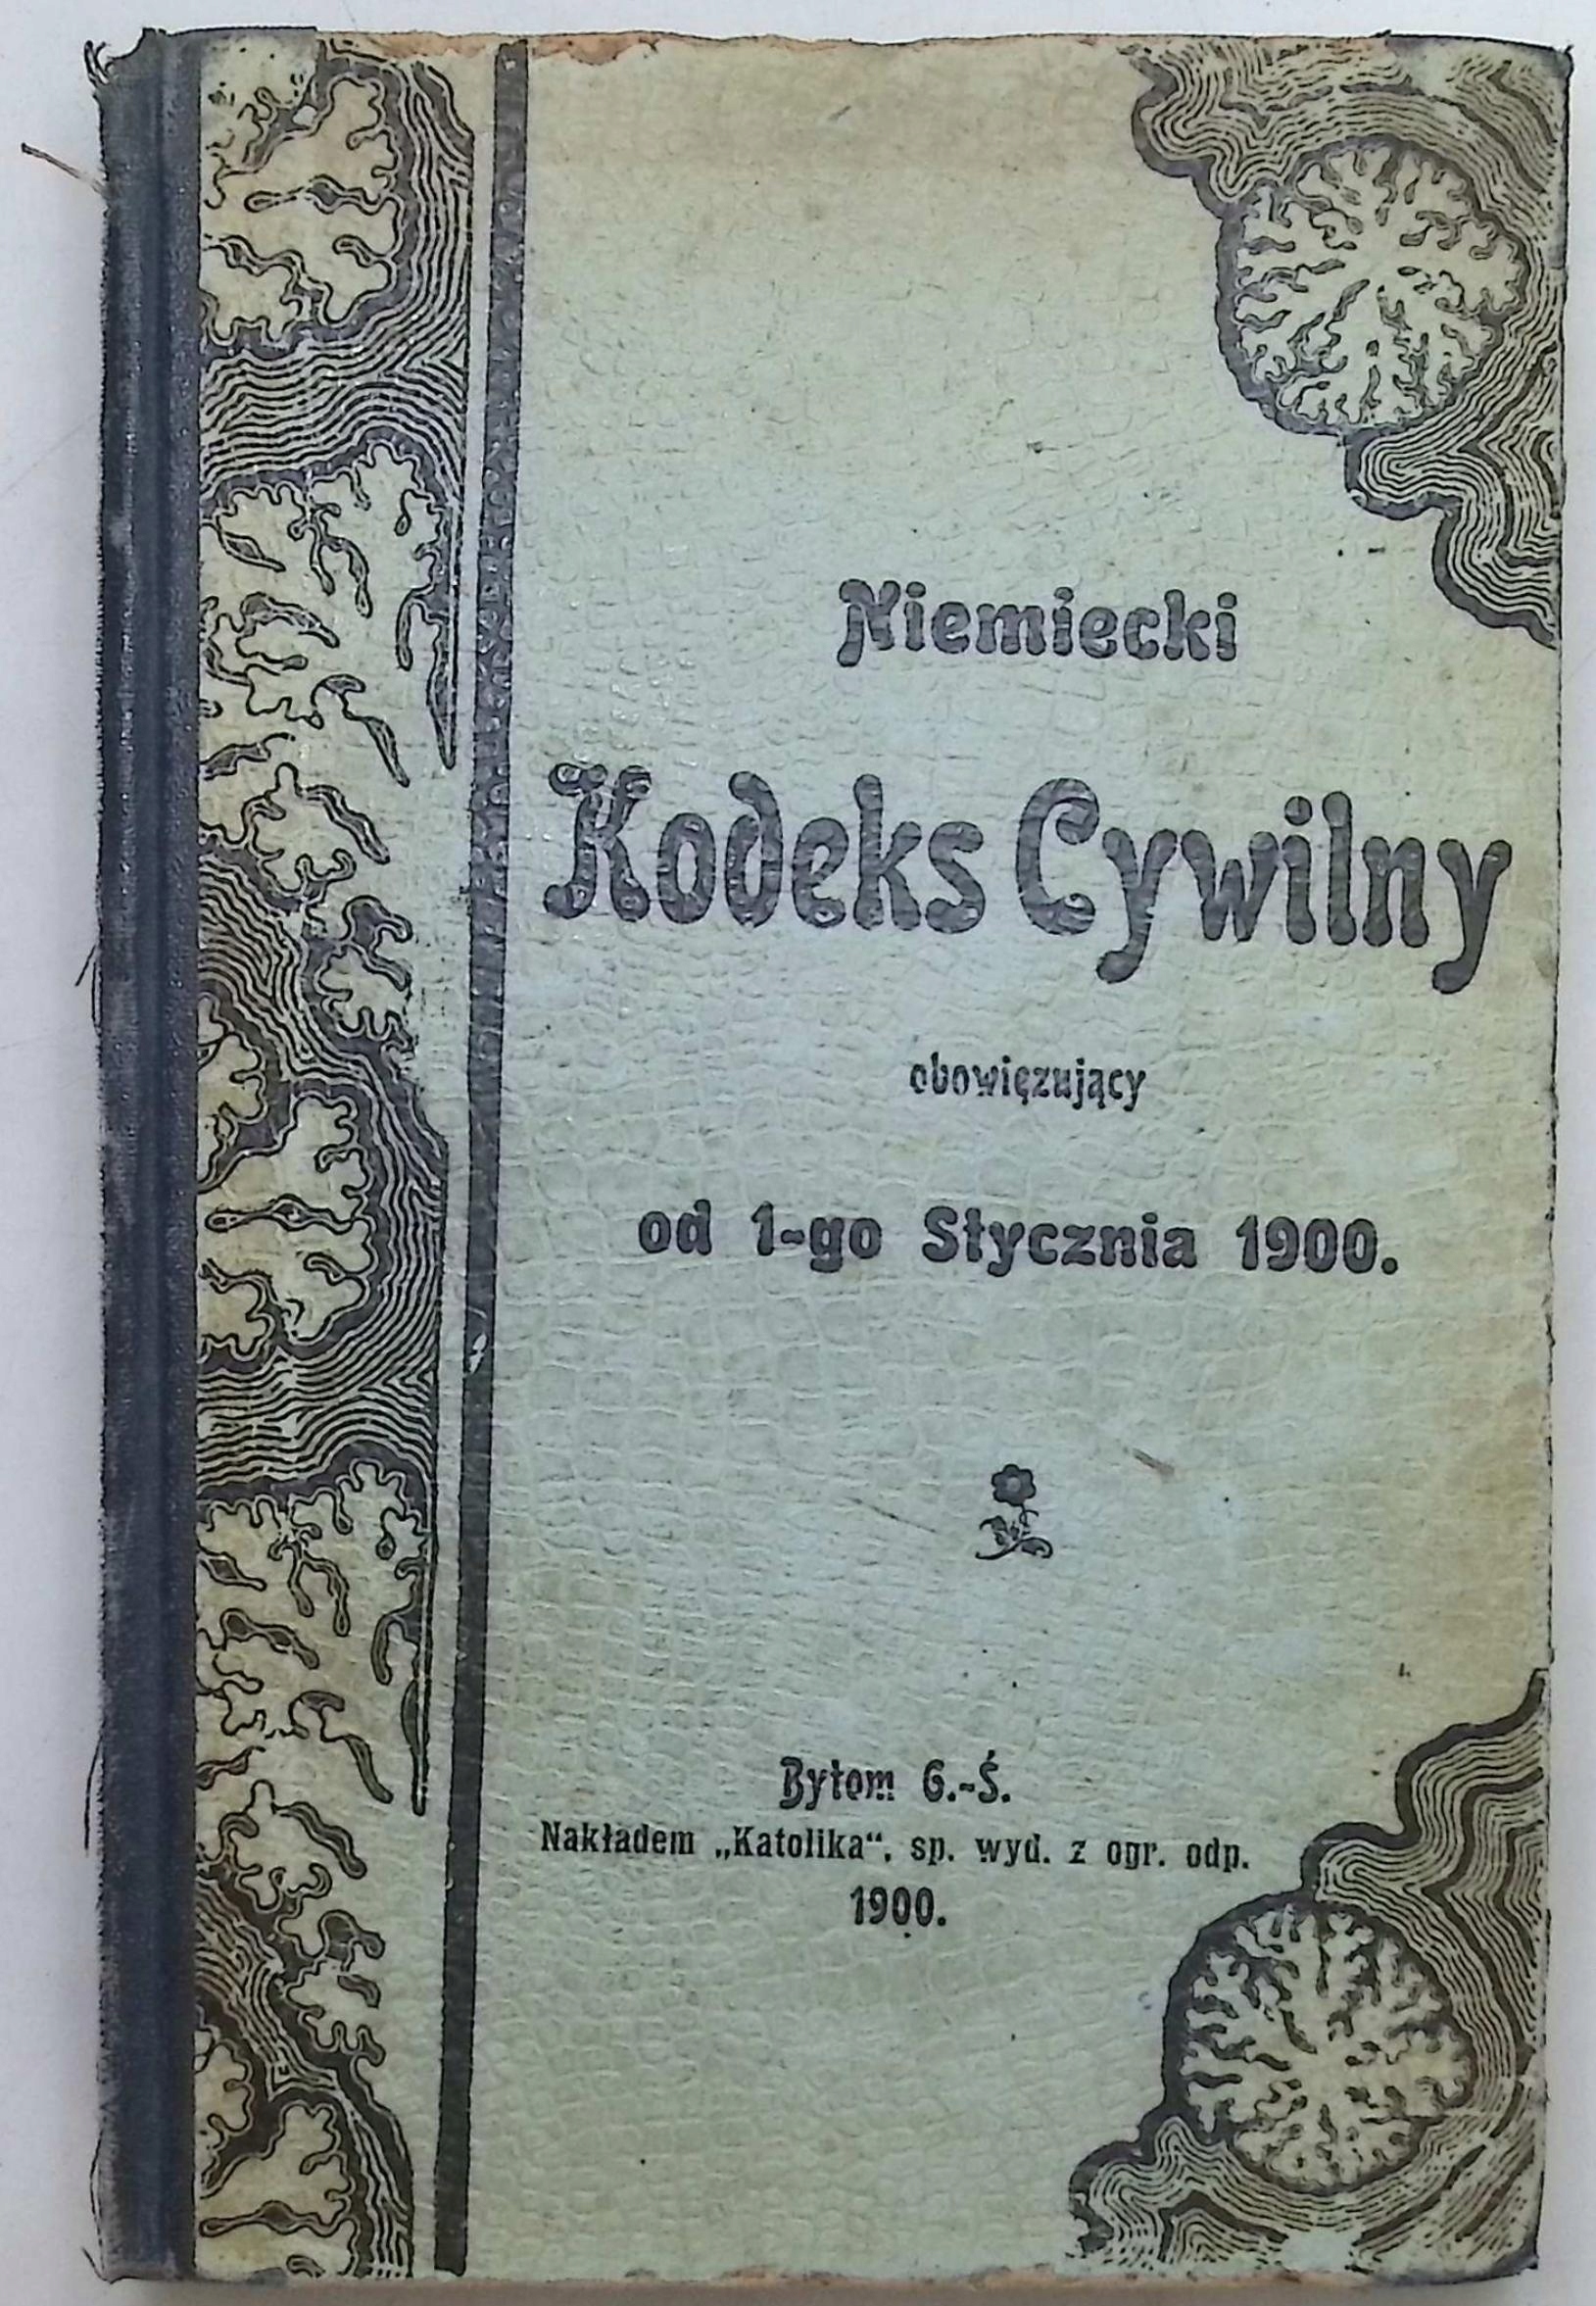 Niemiecki
Kodeks Cywilny
obowięzujący
od 1-go Stycznia 1900.
Bytom G.-Ś.
Nakładem „Katolika“, sp. wyd. z ogr. odp.
1900.